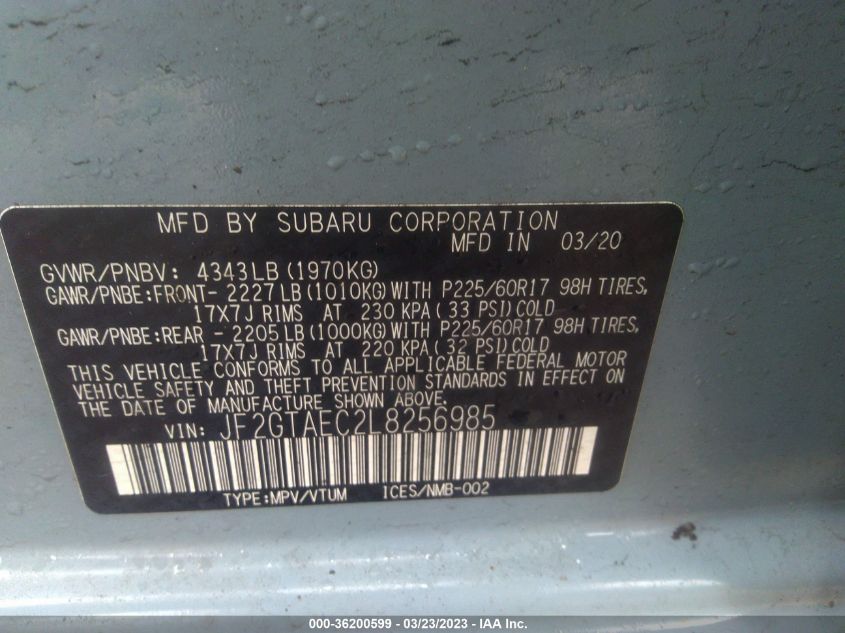 MFD BY SUBARU CORPORATION
MFD IN 03/20
GVWR/PNBV: 4343LB (1970KG)
GAWR/PNBE:FRONT- 2227LB (1010KG) WITH P225/60R17 98H TIRES,
17X7J RIMS AT 230 KPA( 33 PSI) COLD
GAWR/PNBE:REAR - 2205LB (1000KG) WITH P225/60R17 98H TIRES,
17X7J RIMS AT 220 KPA( 32 PSI) COLD
THIS VEHICLE CONFORMS TO ALL APPLICABLE FEDERAL MOTOR
VEHICLE SAFETY AND THEFT PREVENTION STANDARDS IN EFFECT ON
THE DATE OF MANUFACTURE SHOWN ABOVE.
VIN: JF2GTAEC2L8256985
TYPE:MPV/VTUM ICES/NMB-002
000-36200599 - 03/23/2023 - IAA Inc.